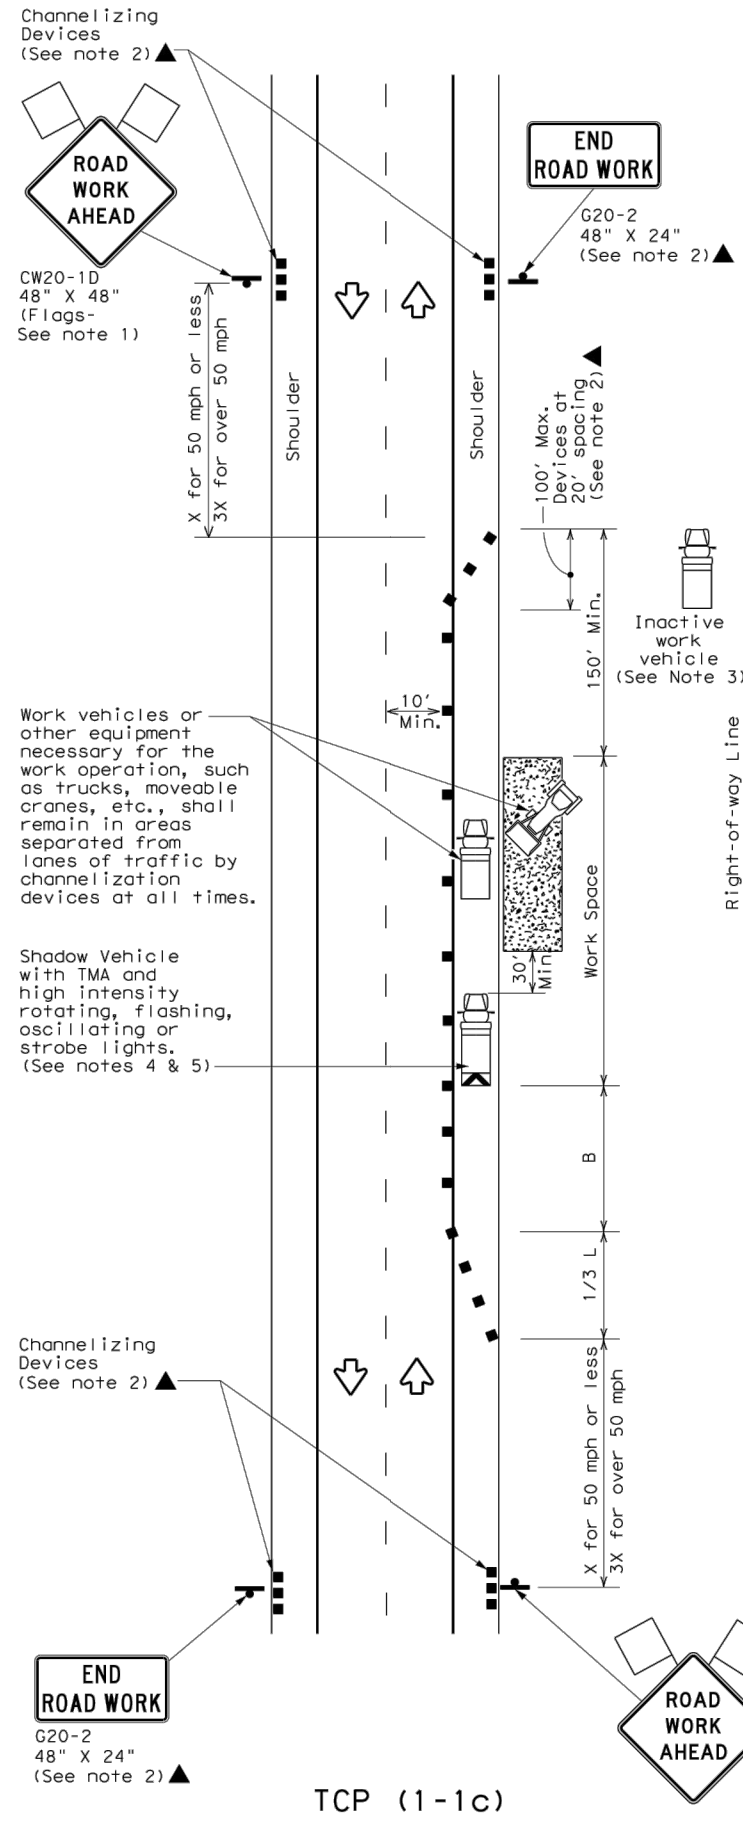 Channelizing
Devices
(See note 2)
ROAD
WORK
AHEAD
CW20-1D
48" X 48"
(Flags-
See note 1)
END
ROAD WORK
G20-2
48" X 24"
(See note 2)
X for 50 mph or less
3X for over 50 mph
Shoulder
Shoulder
100' Max.
Devices at
20' spacing
(See note 2)
150' Min.
Inactive
work
vehicle
(See Note 3)
Right-of-way Line
10'
Min.
Work vehicles or
other equipment
necessary for the
work operation, such
as trucks, moveable
cranes, etc., shall
remain in areas
separated from
lanes of traffic by
channelization
devices at all times.
Work Space
30'
Min.
Shadow Vehicle
with TMA and
high intensity
rotating, flashing,
oscillating or
strobe lights.
(See notes 4 & 5)
B
1/3 L
Channelizing
Devices
(See note 2)
X for 50 mph or less
3X for over 50 mph
END
ROAD WORK
G20-2
48" X 24"
(See note 2)
ROAD
WORK
AHEAD
TCP (1-1c)